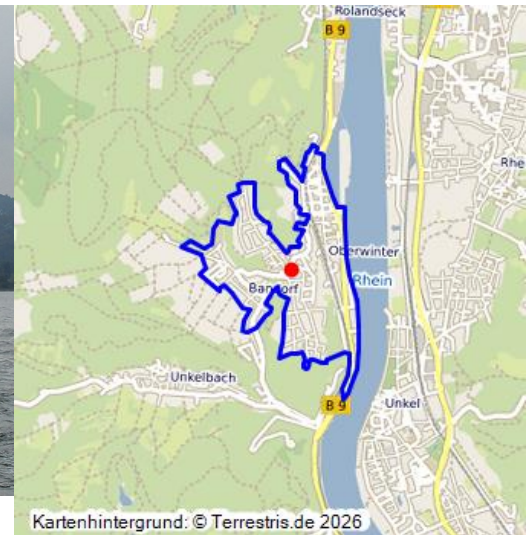 Rolandseck
B 9
Rhe
Oberwinter
Rhein
Bandorf
Unkelbach
B 9
Unkel
Kartenhintergrund: © Terrestris.de 2026